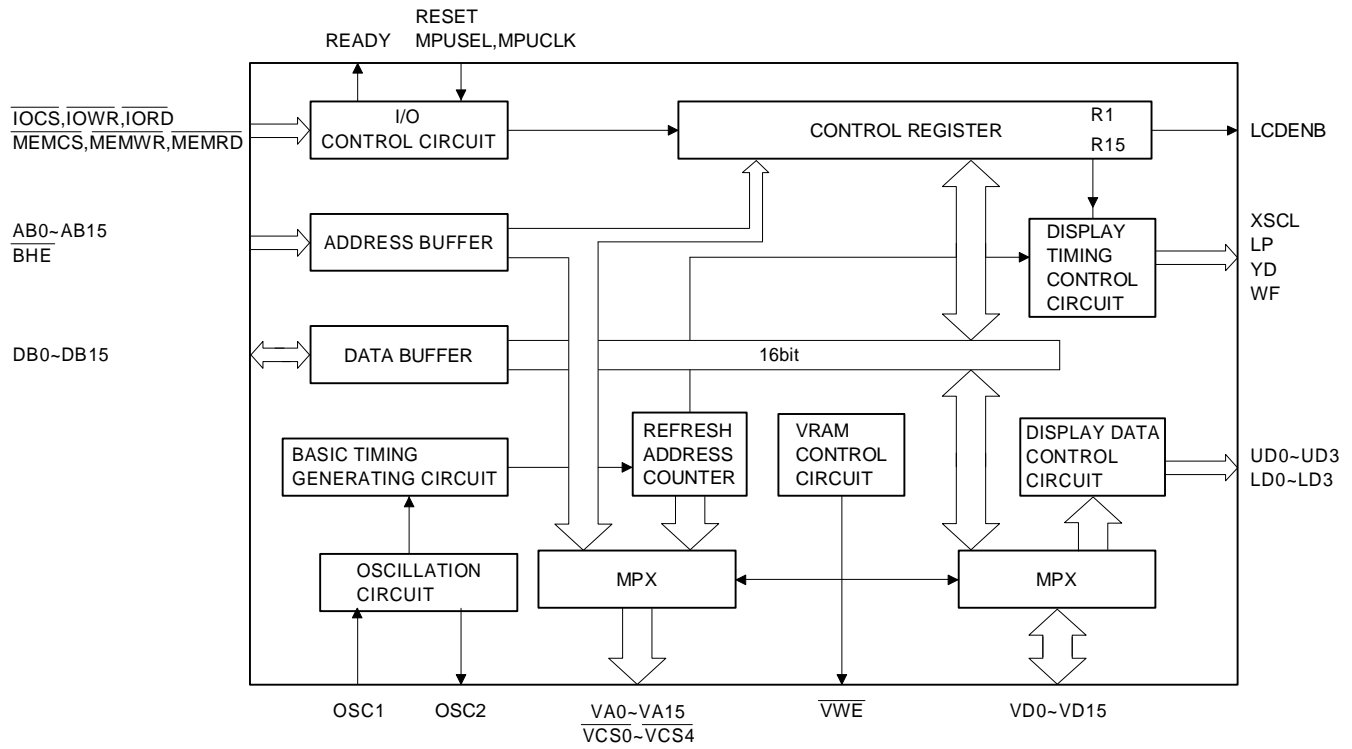 RESET
READY MPUSEL,MPUCLK
IOCS,IOWR,IORD
MEMCS,MEMWR,MEMRD
I/O
CONTROL CIRCUIT
CONTROL REGISTER
R1
R15
LCDENB
AB0~AB15
BHE
ADDRESS BUFFER
DISPLAY
TIMING
CONTROL
CIRCUIT
XSCL
LP
YD
WF
DB0~DB15
DATA BUFFER
16bit
BASIC TIMING
GENERATING CIRCUIT
REFRESH
ADDRESS
COUNTER
VRAM
CONTROL
CIRCUIT
DISPLAY DATA
CONTROL
CIRCUIT
UD0~UD3
LD0~LD3
OSCILLATION
CIRCUIT
MPX
MPX
OSC1
OSC2
VA0~VA15
VCS0~VCS4
VWE
VD0~VD15